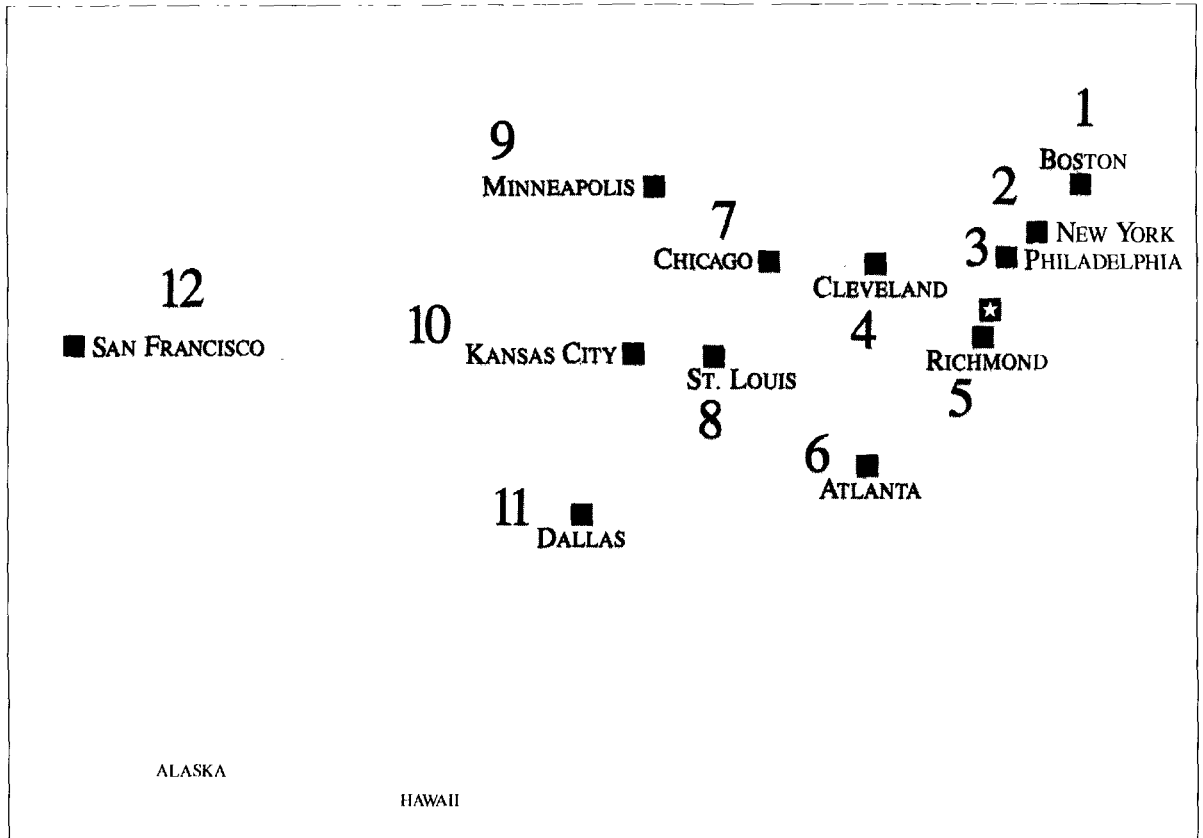 1
BOSTON
9
MINNEAPOLIS
2
NEW YORK
7
3
PHILADELPHIA
CHICAGO
CLEVELAND
12
4
10
SAN FRANCISCO
KANSAS CITY
RICHMOND
ST. LOUIS
5
8
6
ATLANTA
11
DALLAS
ALASKA
HAWAII